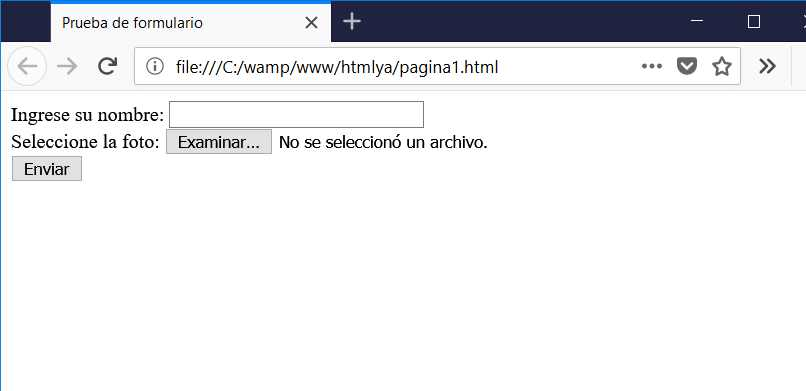 Prueba de formulario
file:///C:/wamp/www/htmlya/pagina1.html
Ingrese su nombre:
Seleccione la foto: Examinar... No se seleccionó un archivo.
Enviar